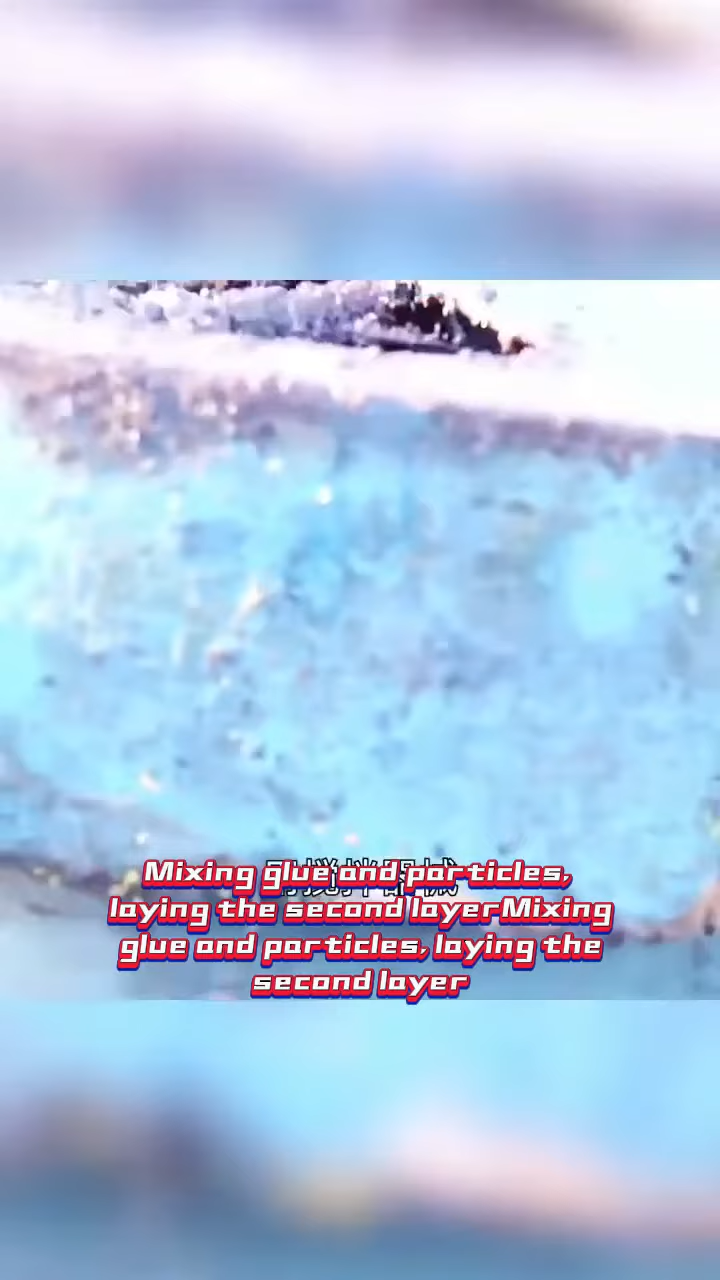 Mixing glue and particles,
laying the second layerMixing
glue and particles, laying the
second layer